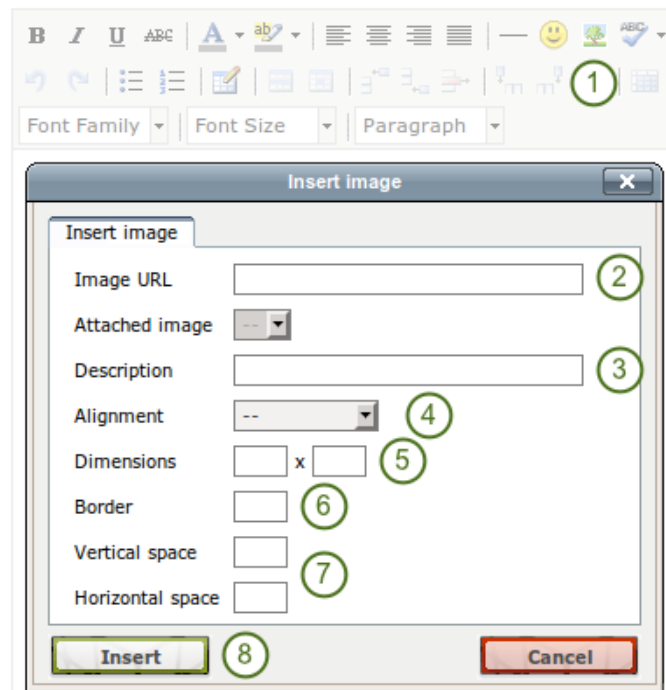 B I U ABC A ab ABC
1
Font Family Font Size Paragraph
Insert image
Insert image
Image URL 2
Attached image --
Description 3
Alignment -- 4
Dimensions x 5
Border 6
Vertical space
7
Horizontal space
Insert 8 Cancel